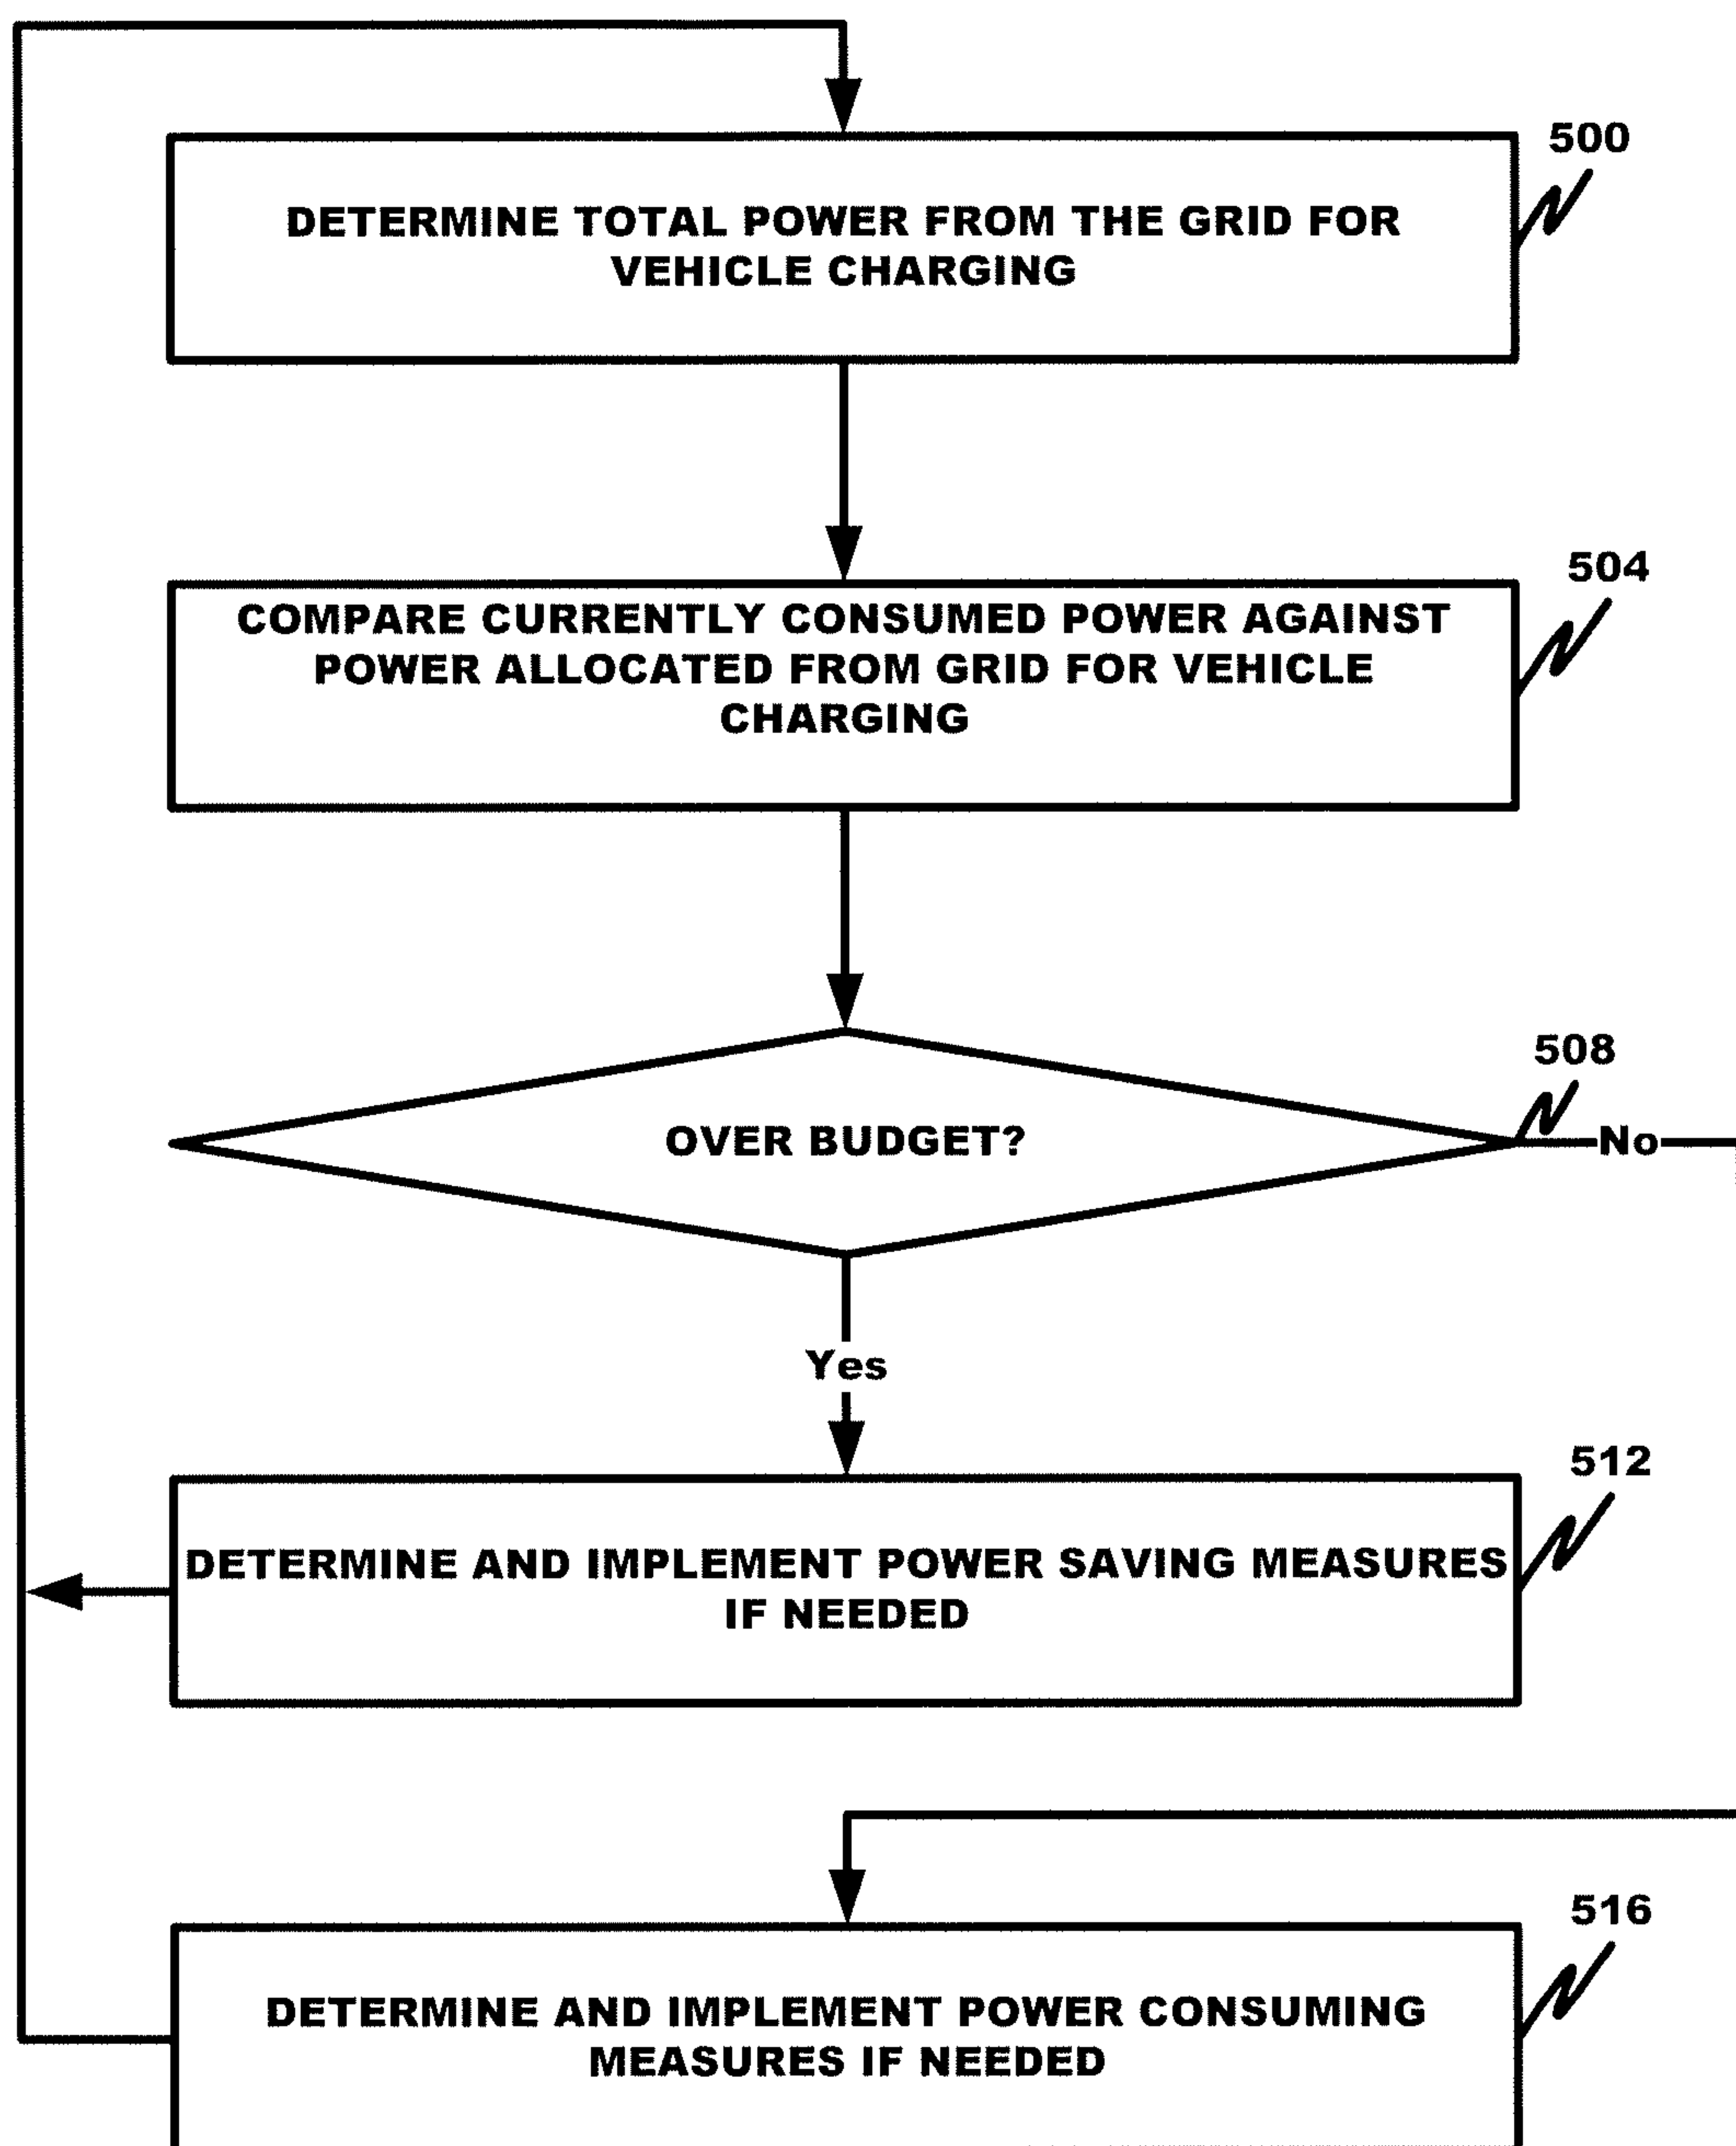 500
DETERMINE TOTAL POWER FROM THE GRID FOR
VEHICLE CHARGING
504
COMPARE CURRENTLY CONSUMED POWER AGAINST
POWER ALLOCATED FROM GRID FOR VEHICLE
CHARGING
508
OVER BUDGET?
No
Yes
512
DETERMINE AND IMPLEMENT POWER SAVING MEASURES
IF NEEDED
516
DETERMINE AND IMPLEMENT POWER CONSUMING
MEASURES IF NEEDED